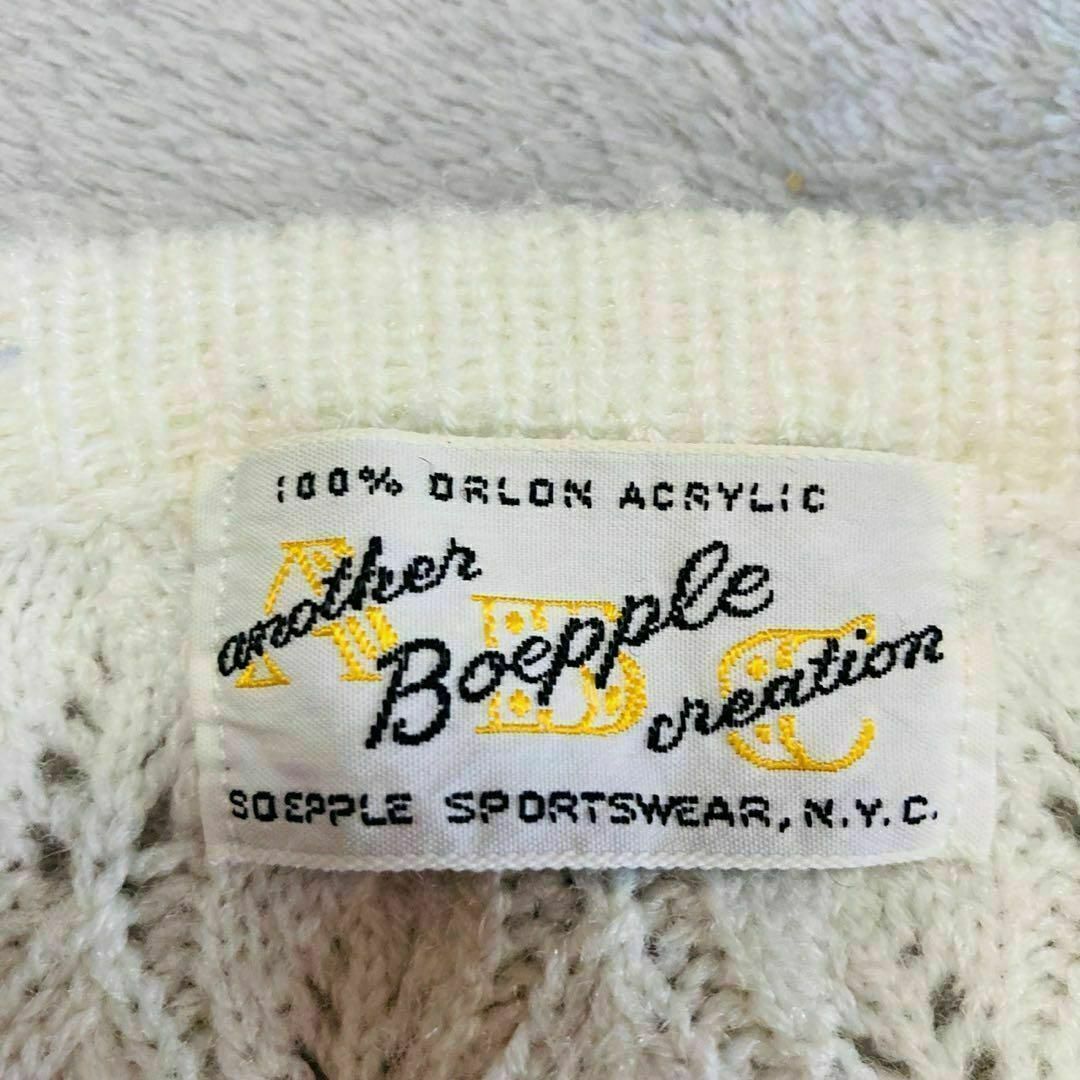 100% ORLON ACRYLIC
A B C
another
Boepple
creation
BOEPPLE SPORTSWEAR, N.Y.C.